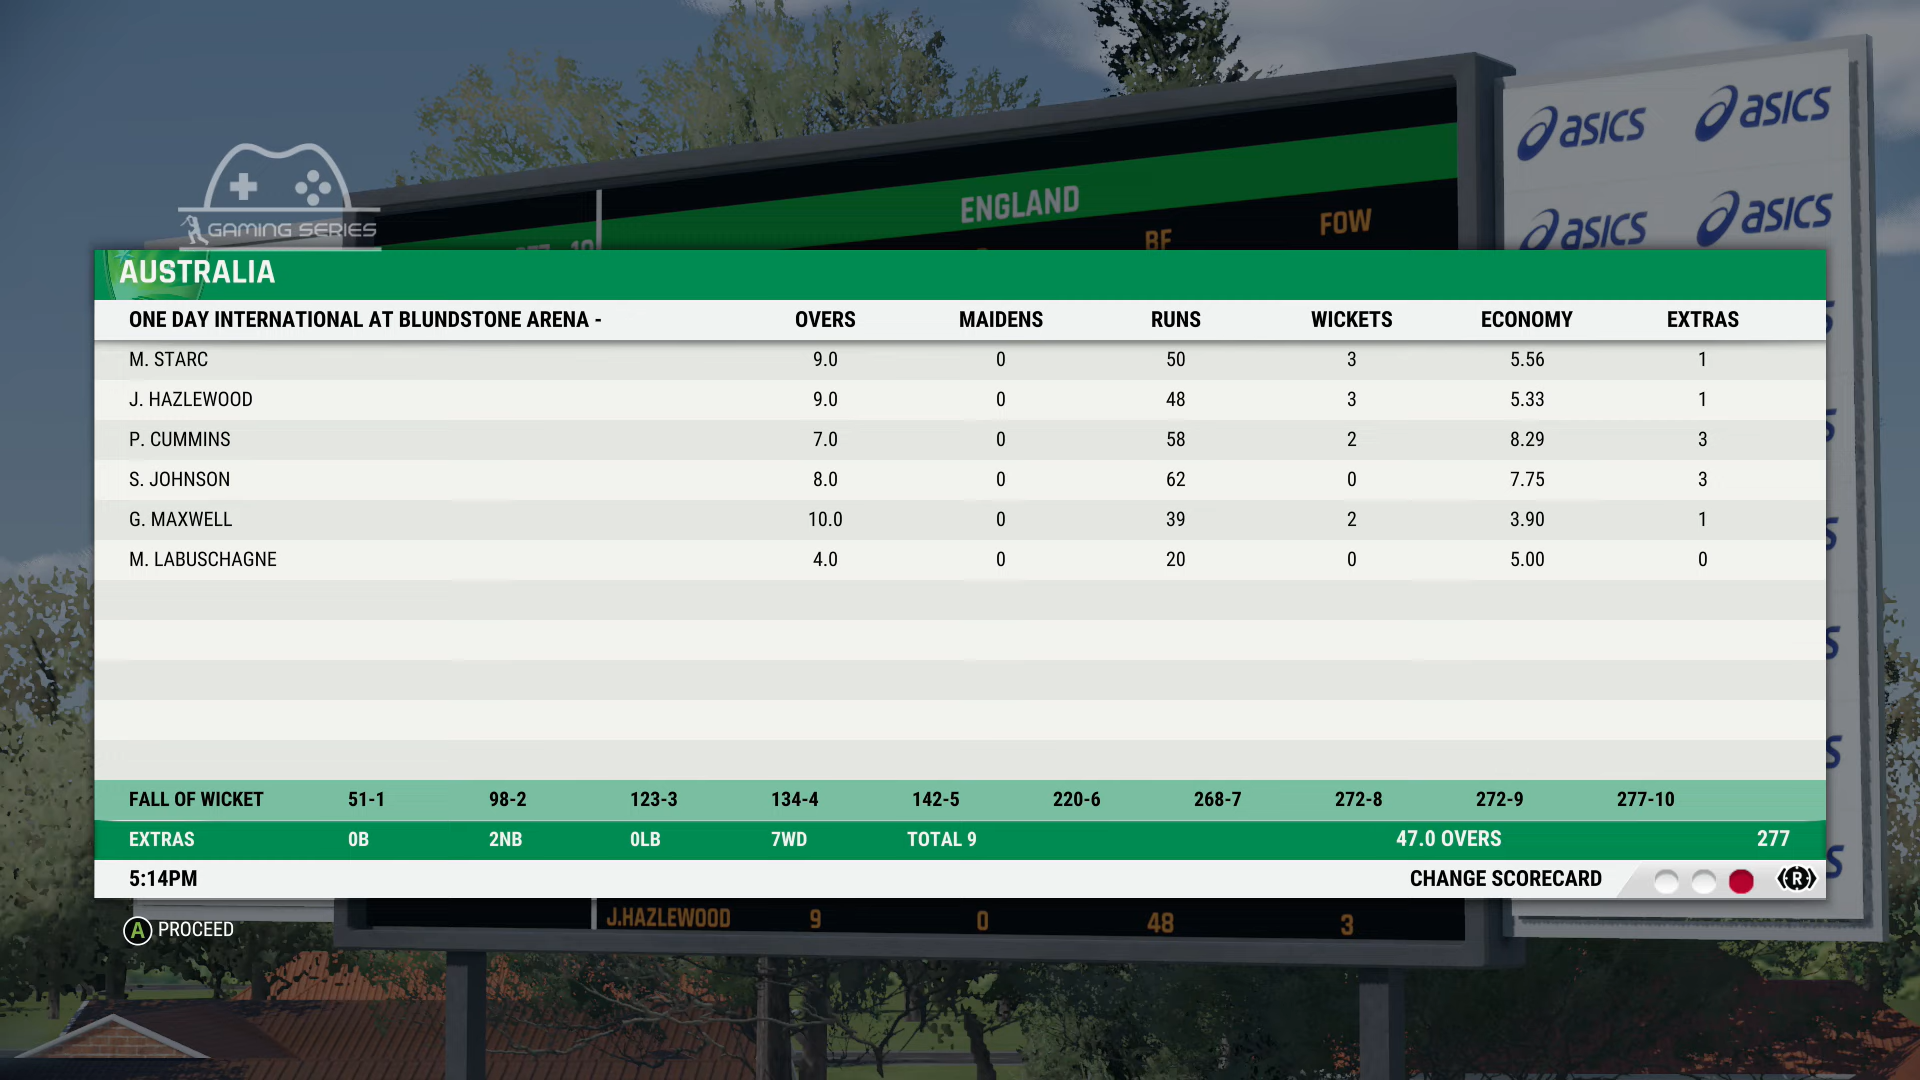 asics asics
ENGLAND
FOW
BF
GAMING SERIES
asics asics
AUSTRALIA
ONE DAY INTERNATIONAL AT BLUNDSTONE ARENA - OVERS MAIDENS RUNS WICKETS ECONOMY EXTRAS
M. STARC 9.0 0 50 3 5.56 1
J. HAZLEWOOD 9.0 0 48 3 5.33 1
P. CUMMINS 7.0 0 58 2 8.29 3
S. JOHNSON 8.0 0 62 0 7.75 3
G. MAXWELL 10.0 0 39 2 3.90 1
M. LABUSCHAGNE 4.0 0 20 0 5.00 0
FALL OF WICKET 51-1 98-2 123-3 134-4 142-5 220-6 268-7 272-8 272-9 277-10
EXTRAS 0B 2NB 0LB 7WD TOTAL 9 47.0 OVERS 277
5:14PM CHANGE SCORECARD R
J.HAZLEWOOD 9 0 48 3
A PROCEED